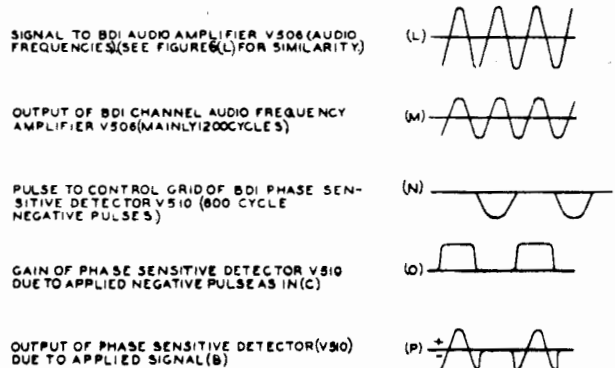 SIGNAL TO BDI AUDIO AMPLIFIER V506 (AUDIO
FREQUENCIES)(SEE FIGURE6(L) FOR SIMILARITY.)
(L)
OUTPUT OF BDI CHANNEL AUDIO FREQUENCY
AMPLIFIER V506(MAINLY1200CYCLES)
(M)
PULSE TO CONTROL GRID OF BDI PHASE SEN-
SITIVE DETECTOR V510 (800 CYCLE
NEGATIVE PULSES)
(N)
GAIN OF PHASE SENSITIVE DETECTOR V510
DUE TO APPLIED NEGATIVE PULSE AS IN(C)
(O)
OUTPUT OF PHASE SENSITIVE DETECTOR(V510)
DUE TO APPLIED SIGNAL(B)
(P) +
-